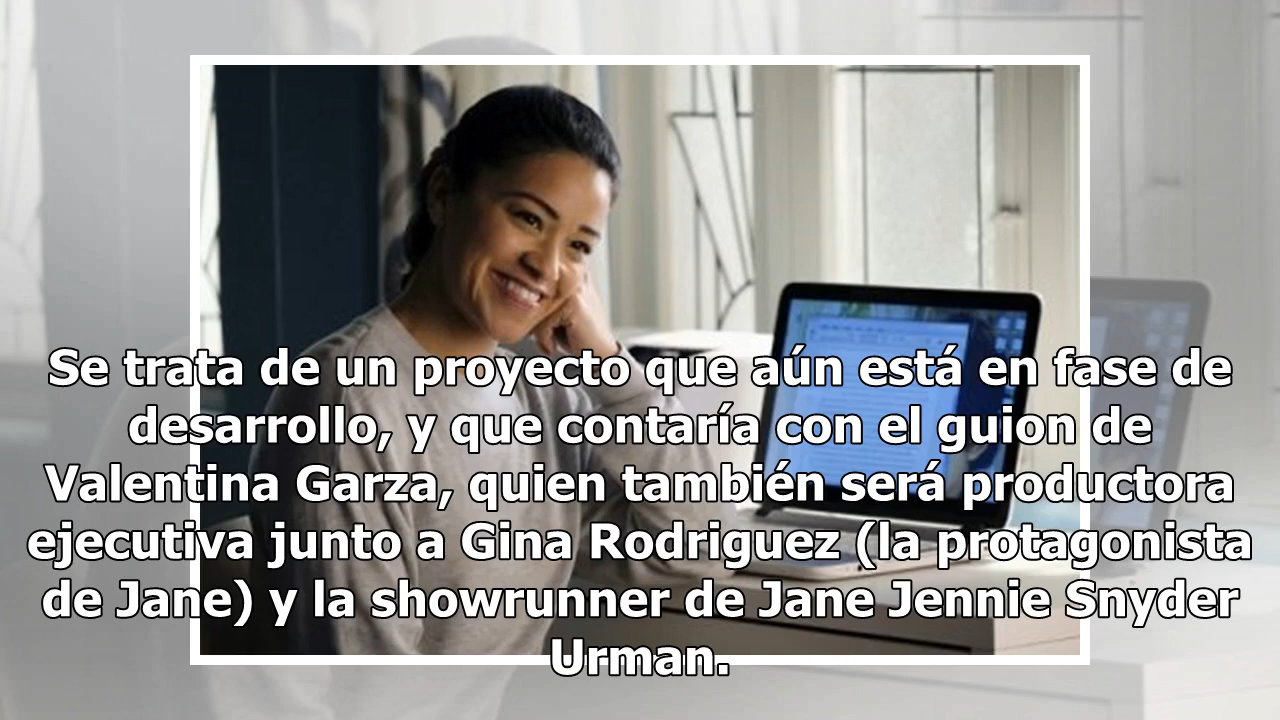 Se trata de un proyecto que aún está en fase de
desarrollo, y que contaría con el guion de
Valentina Garza, quien también será productora
ejecutiva junto a Gina Rodriguez (la protagonista
de Jane) y la showrunner de Jane Jennie Snyder
Urman.